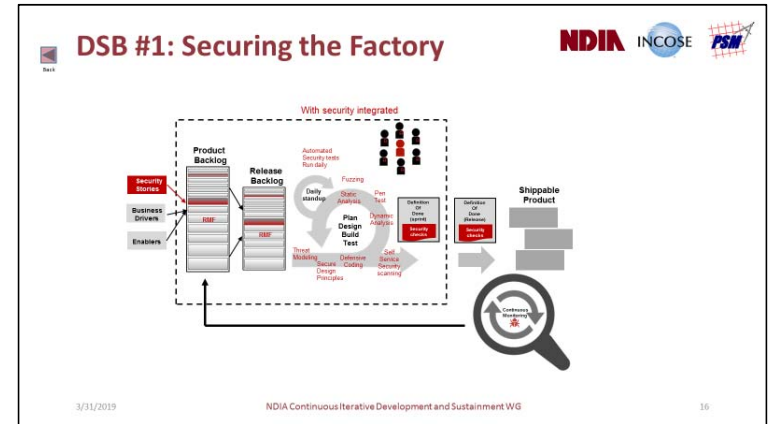 DSB #1: Securing the Factory
NDIA
INCOSE
PSM
Back
With security integrated
Product
Backlog
Release
Backlog
Security
Stories
Business
Drivers
Enablers
RMF
RMF
Automated
Security tests
Run daily
Daily
standup
Fuzzing
Static
Analysis
Pen
Test
Dynamic
Analysis
Plan
Design
Build
Test
Threat
Modeling
Secure
Design
Principles
Defensive
Coding
Self
Service
Security
scanning
Definition
Of
Done
(sprint)
Security
checks
Definition
Of
Done
(Release)
Security
checks
Shippable
Product
Continuous
Monitoring
3/31/2019
NDIA Continuous Iterative Development and Sustainment WG
16